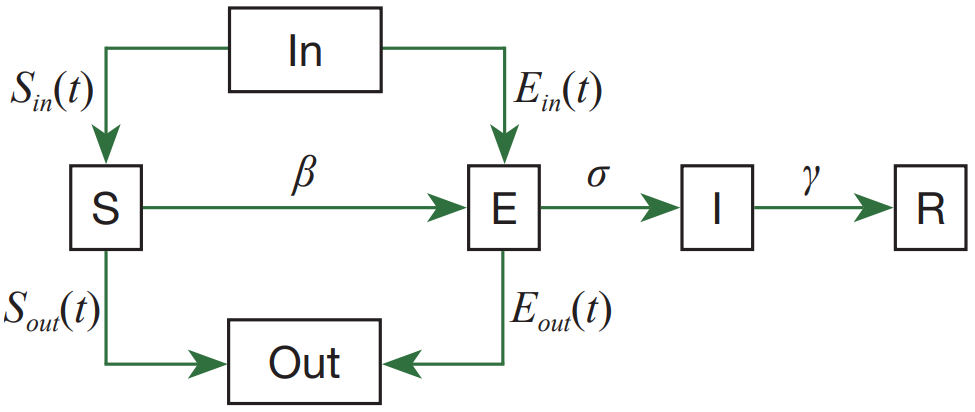 In
S_in(t) E_in(t)
β σ γ
S E I R
S_out(t) E_out(t)
Out